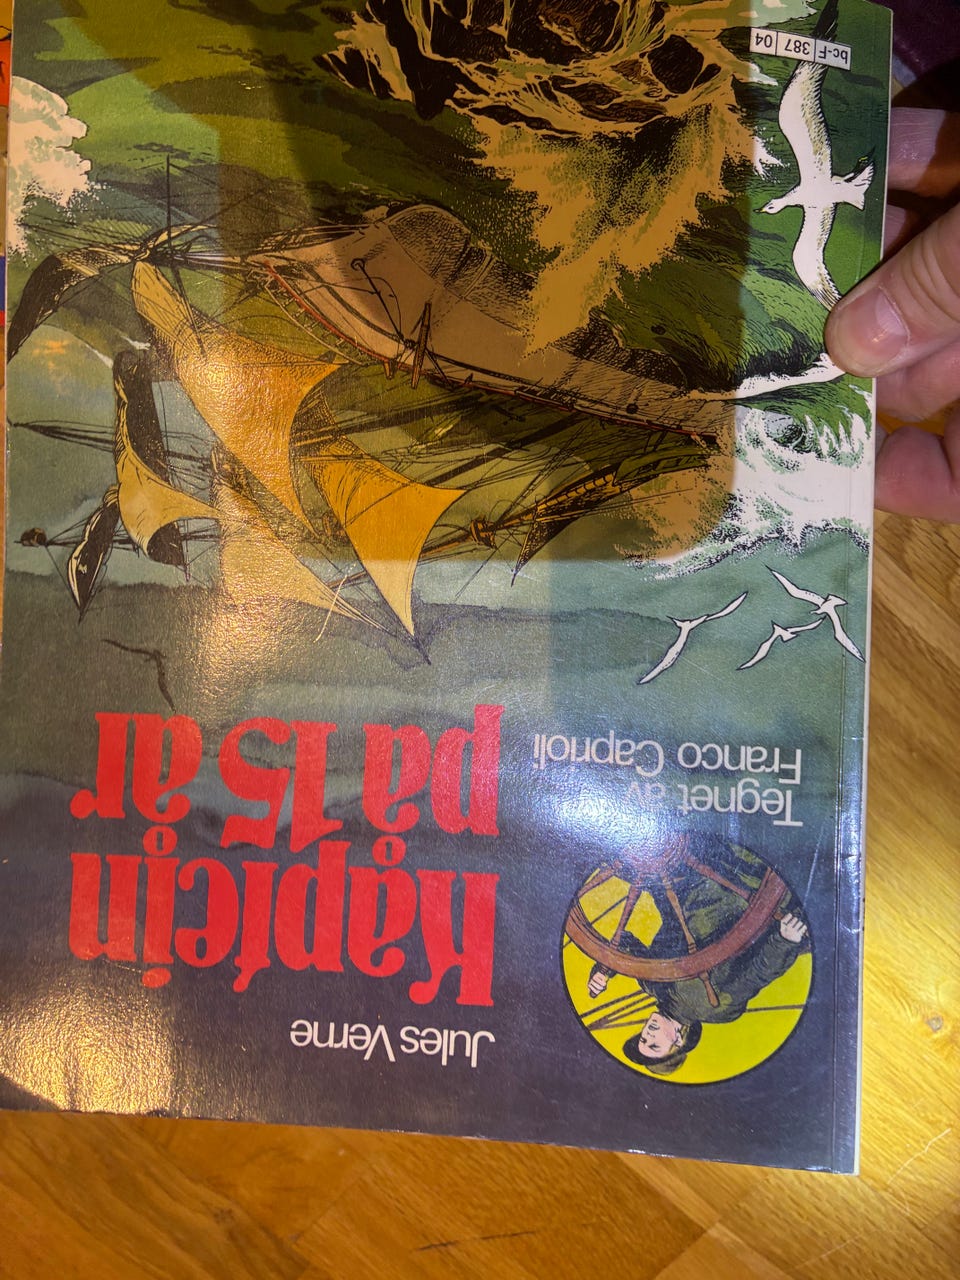 Jules Verne
Kaptein
på 15 år
Tegnet av
Franco Caprioli
bc-F 387 04